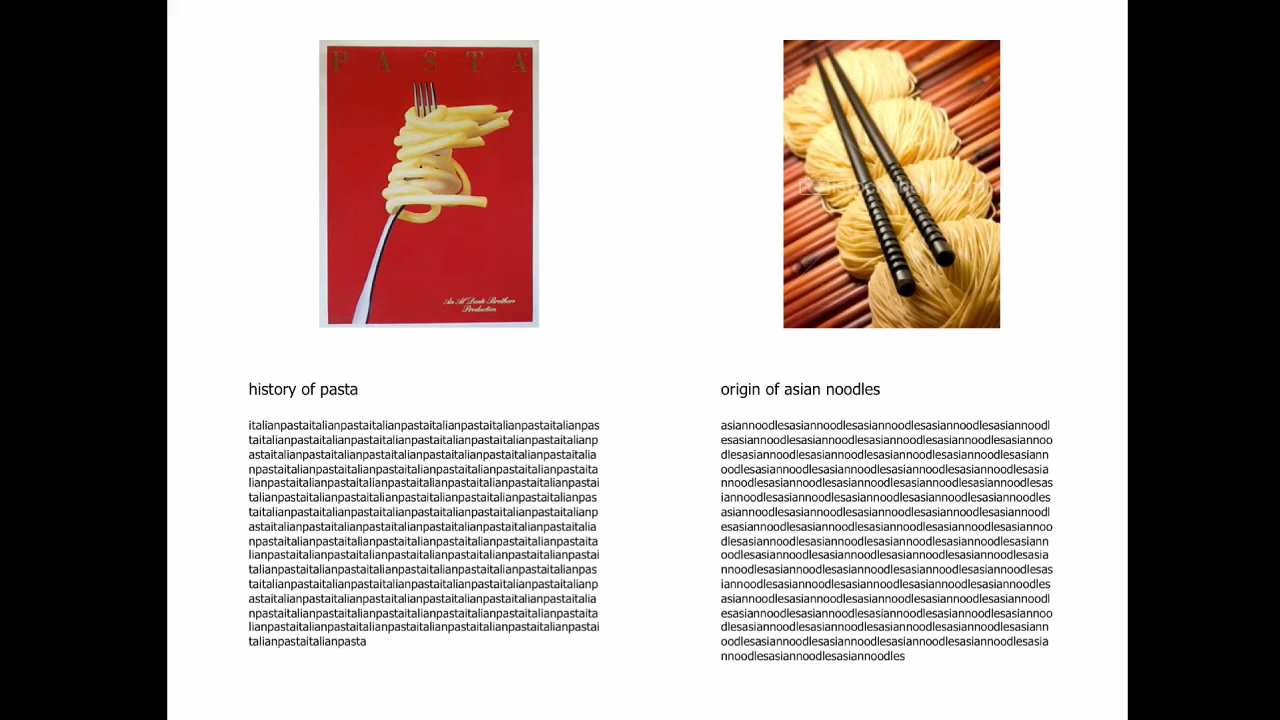 PASTA
An Al Dente Brothers
Production
history of pasta
italianpastaitalianpastaitalianpastaitalianpastaitalianpastaitalianpas
taitalianpastaitalianpastaitalianpastaitalianpastaitalianpastaitalianp
astaitalianpastaitalianpastaitalianpastaitalianpastaitalianpastaitalia
npastaitalianpastaitalianpastaitalianpastaitalianpastaitalianpastaita
lianpastaitalianpastaitalianpastaitalianpastaitalianpastaitalianpastai
talianpastaitalianpastaitalianpastaitalianpastaitalianpastaitalianpas
taitalianpastaitalianpastaitalianpastaitalianpastaitalianpastaitalianp
astaitalianpastaitalianpastaitalianpastaitalianpastaitalianpastaitalia
npastaitalianpastaitalianpastaitalianpastaitalianpastaitalianpastaita
lianpastaitalianpastaitalianpastaitalianpastaitalianpastaitalianpastai
talianpastaitalianpastaitalianpastaitalianpastaitalianpastaitalianpas
taitalianpastaitalianpastaitalianpastaitalianpastaitalianpastaitalianp
astaitalianpastaitalianpastaitalianpastaitalianpastaitalianpastaitalia
npastaitalianpastaitalianpastaitalianpastaitalianpastaitalianpastaita
lianpastaitalianpastaitalianpastaitalianpastaitalianpastaitalianpastai
talianpastaitalianpasta
origin of asian noodles
asiannoodlesasiannoodlesasiannoodlesasiannoodlesasiannoodl
esasiannoodlesasiannoodlesasiannoodlesasiannoodlesasiannoo
dlesasiannoodlesasiannoodlesasiannoodlesasiannoodlesasiann
oodlesasiannoodlesasiannoodlesasiannoodlesasiannoodlesasia
nnoodlesasiannoodlesasiannoodlesasiannoodlesasiannoodlesas
iannoodlesasiannoodlesasiannoodlesasiannoodlesasiannoodles
asiannoodlesasiannoodlesasiannoodlesasiannoodlesasiannoodl
esasiannoodlesasiannoodlesasiannoodlesasiannoodlesasiannoo
dlesasiannoodlesasiannoodlesasiannoodlesasiannoodlesasiann
oodlesasiannoodlesasiannoodlesasiannoodlesasiannoodlesasia
nnoodlesasiannoodlesasiannoodlesasiannoodlesasiannoodlesas
iannoodlesasiannoodlesasiannoodlesasiannoodlesasiannoodles
asiannoodlesasiannoodlesasiannoodlesasiannoodlesasiannoodl
esasiannoodlesasiannoodlesasiannoodlesasiannoodlesasiannoo
dlesasiannoodlesasiannoodlesasiannoodlesasiannoodlesasiann
oodlesasiannoodlesasiannoodlesasiannoodlesasiannoodlesasia
nnoodlesasiannoodlesasiannoodles